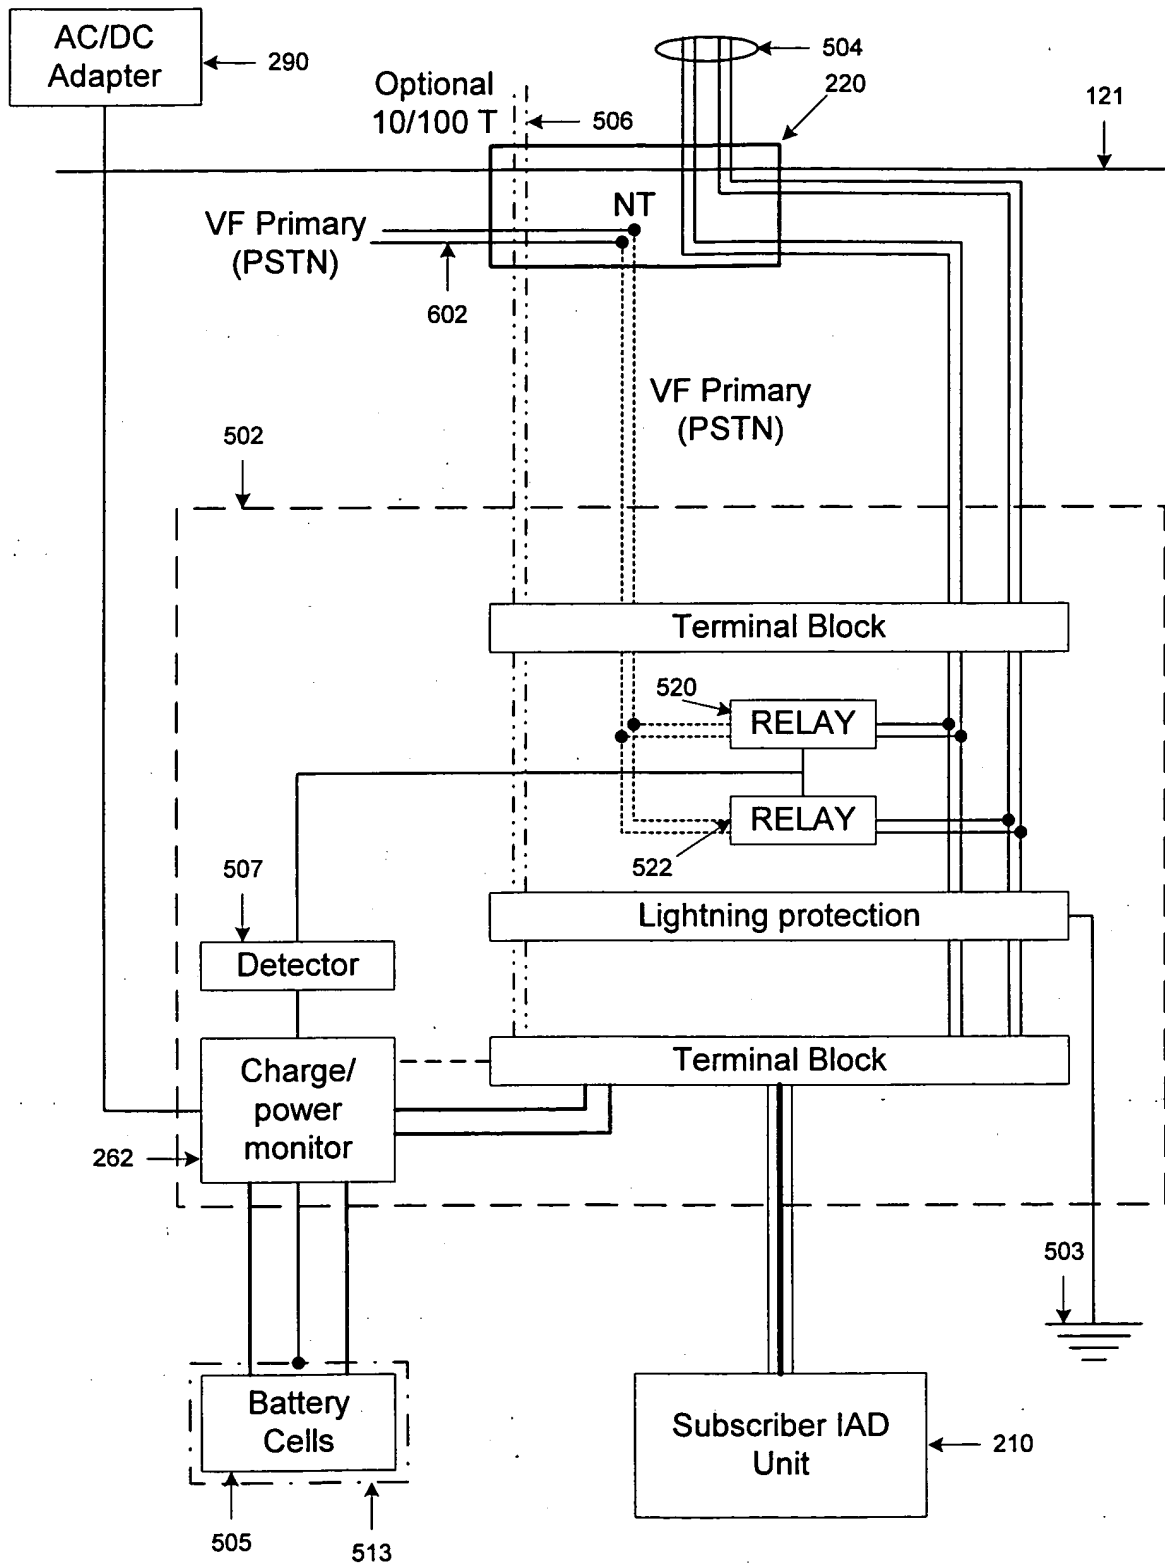 AC/DC
Adapter
290
504
220
Optional
10/100 T
506
121
NT
VF Primary
(PSTN)
602
VF Primary
(PSTN)
502
Terminal Block
520
RELAY
RELAY
522
507
Lightning protection
Detector
Terminal Block
Charge/
power
monitor
262
503
Battery
Cells
Subscriber IAD
Unit
210
505
513